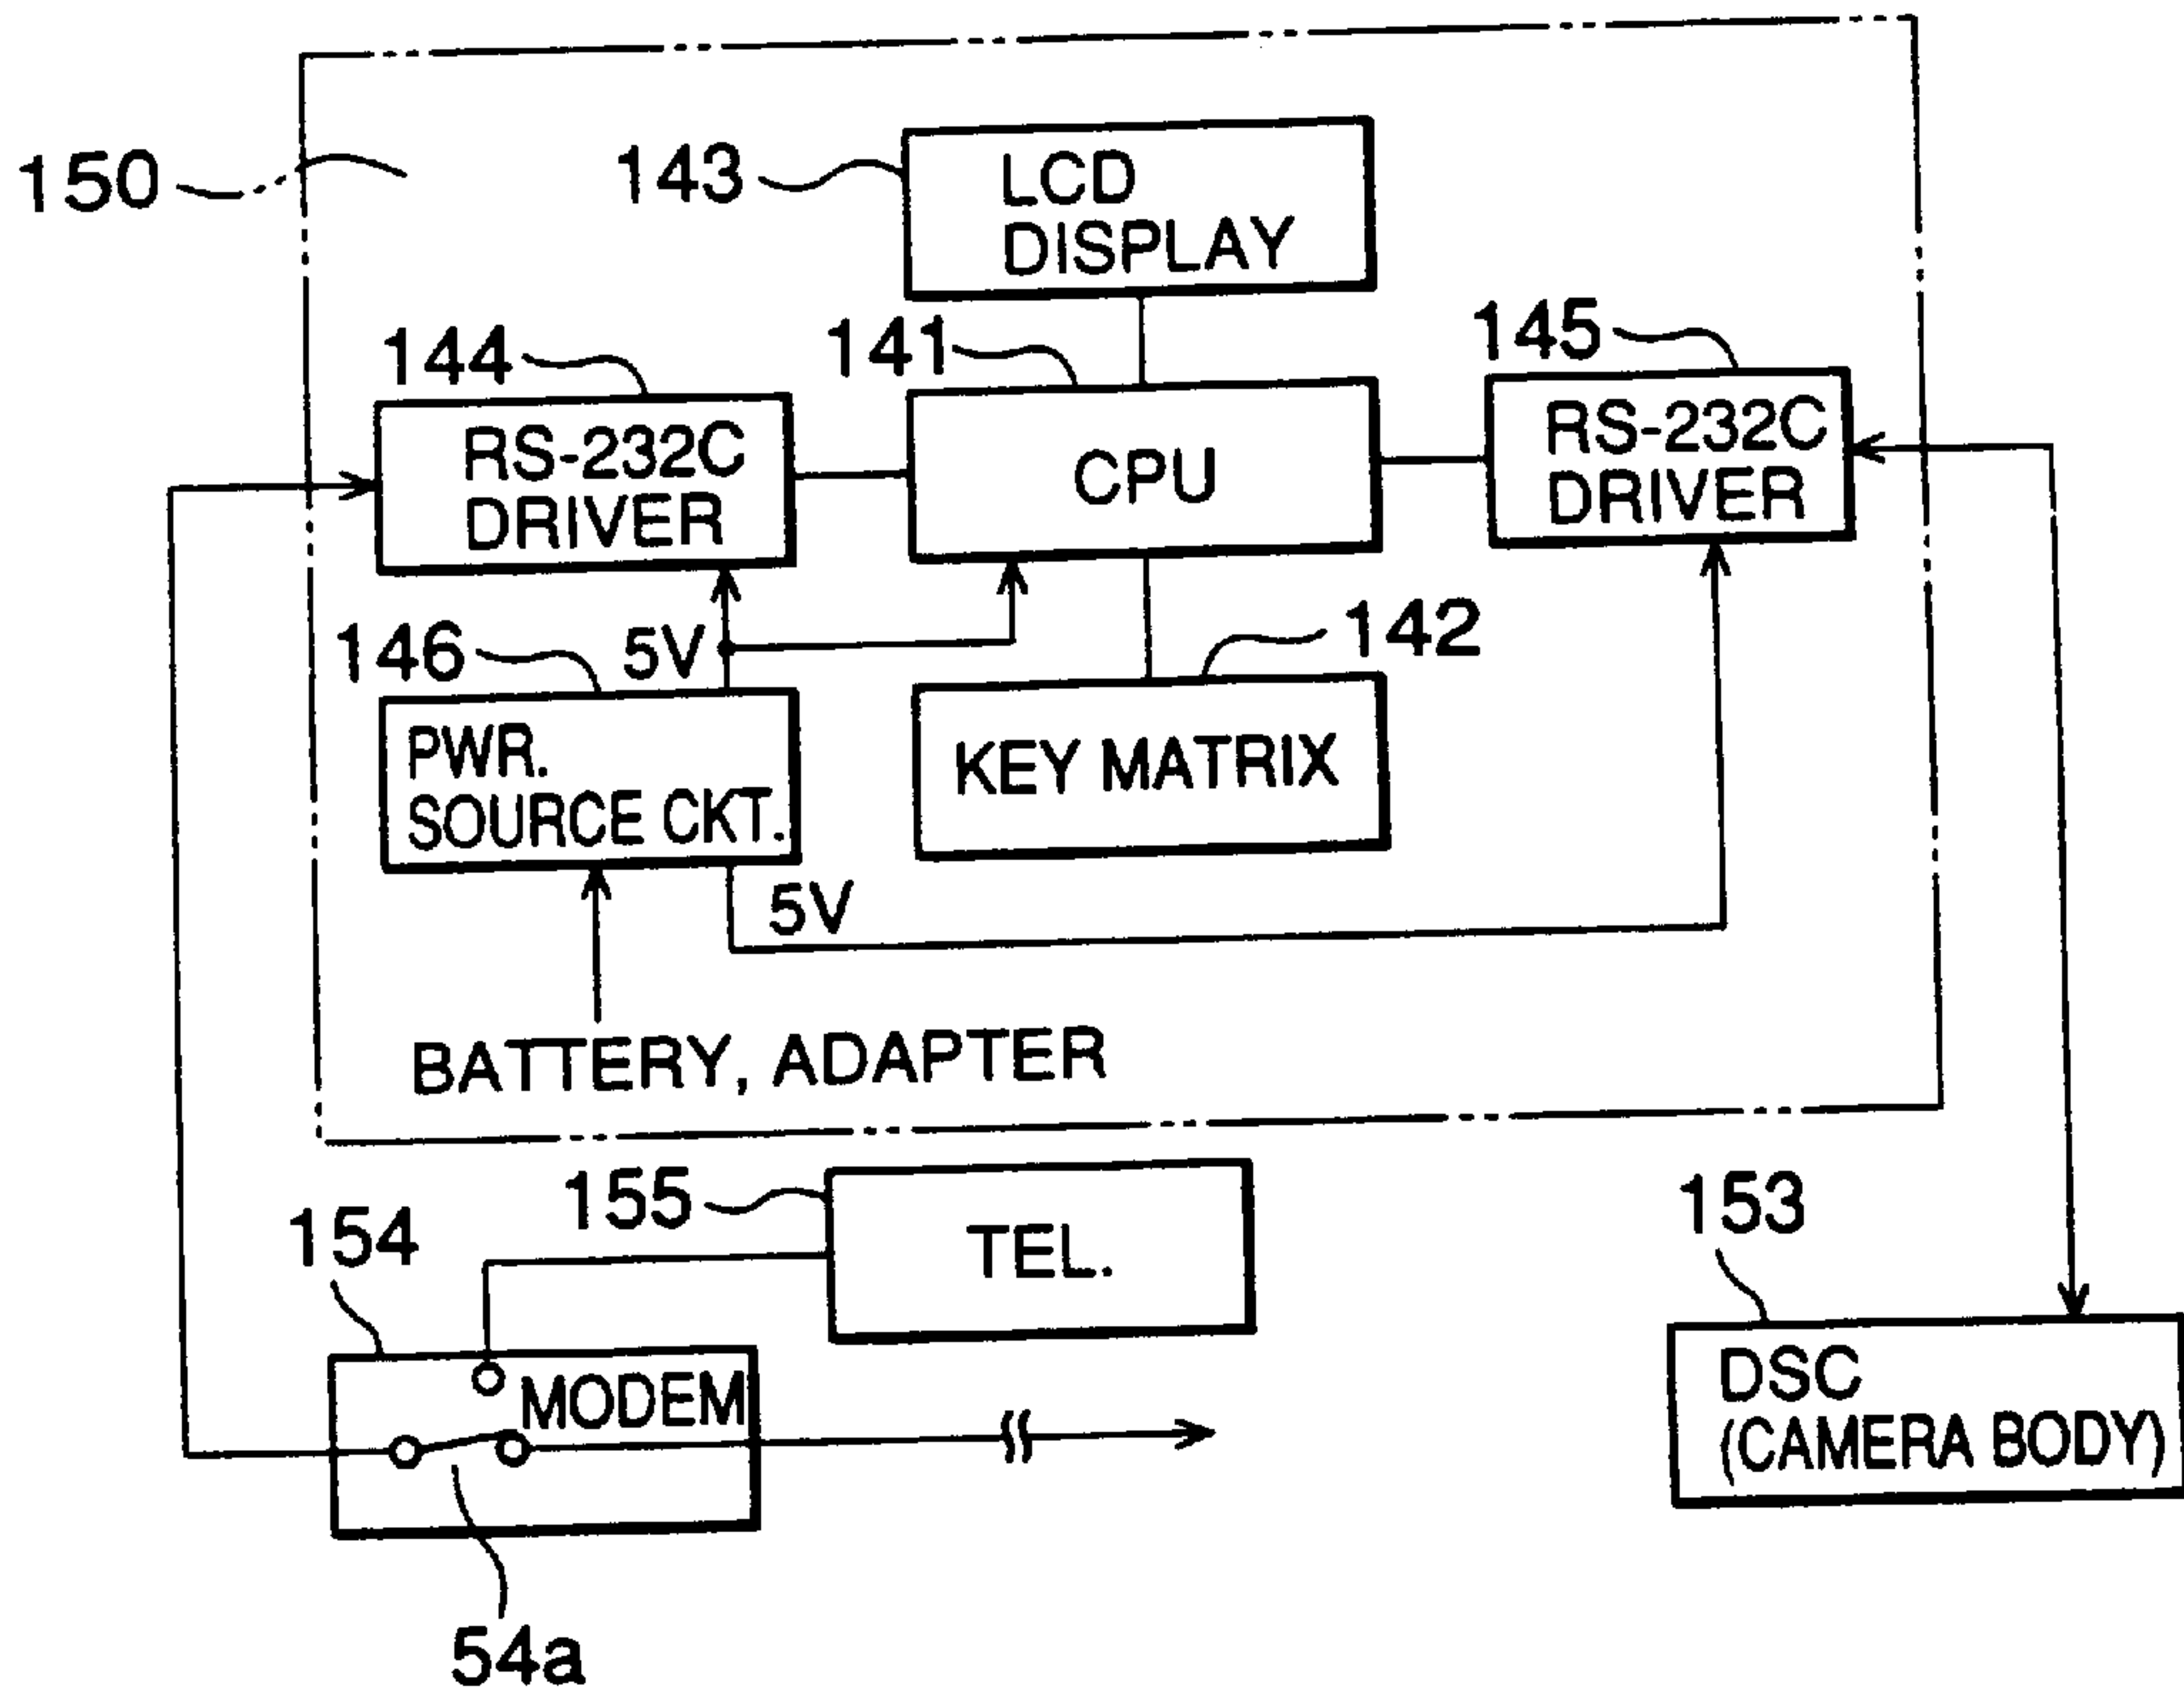 150
143
LCD
DISPLAY
144
141
145
RS-232C
DRIVER
CPU
RS-232C
DRIVER
146
5V
142
PWR.
SOURCE CKT.
KEY MATRIX
5V
BATTERY, ADAPTER
155
TEL.
154
153
MODEM
DSC
(CAMERA BODY)
54a